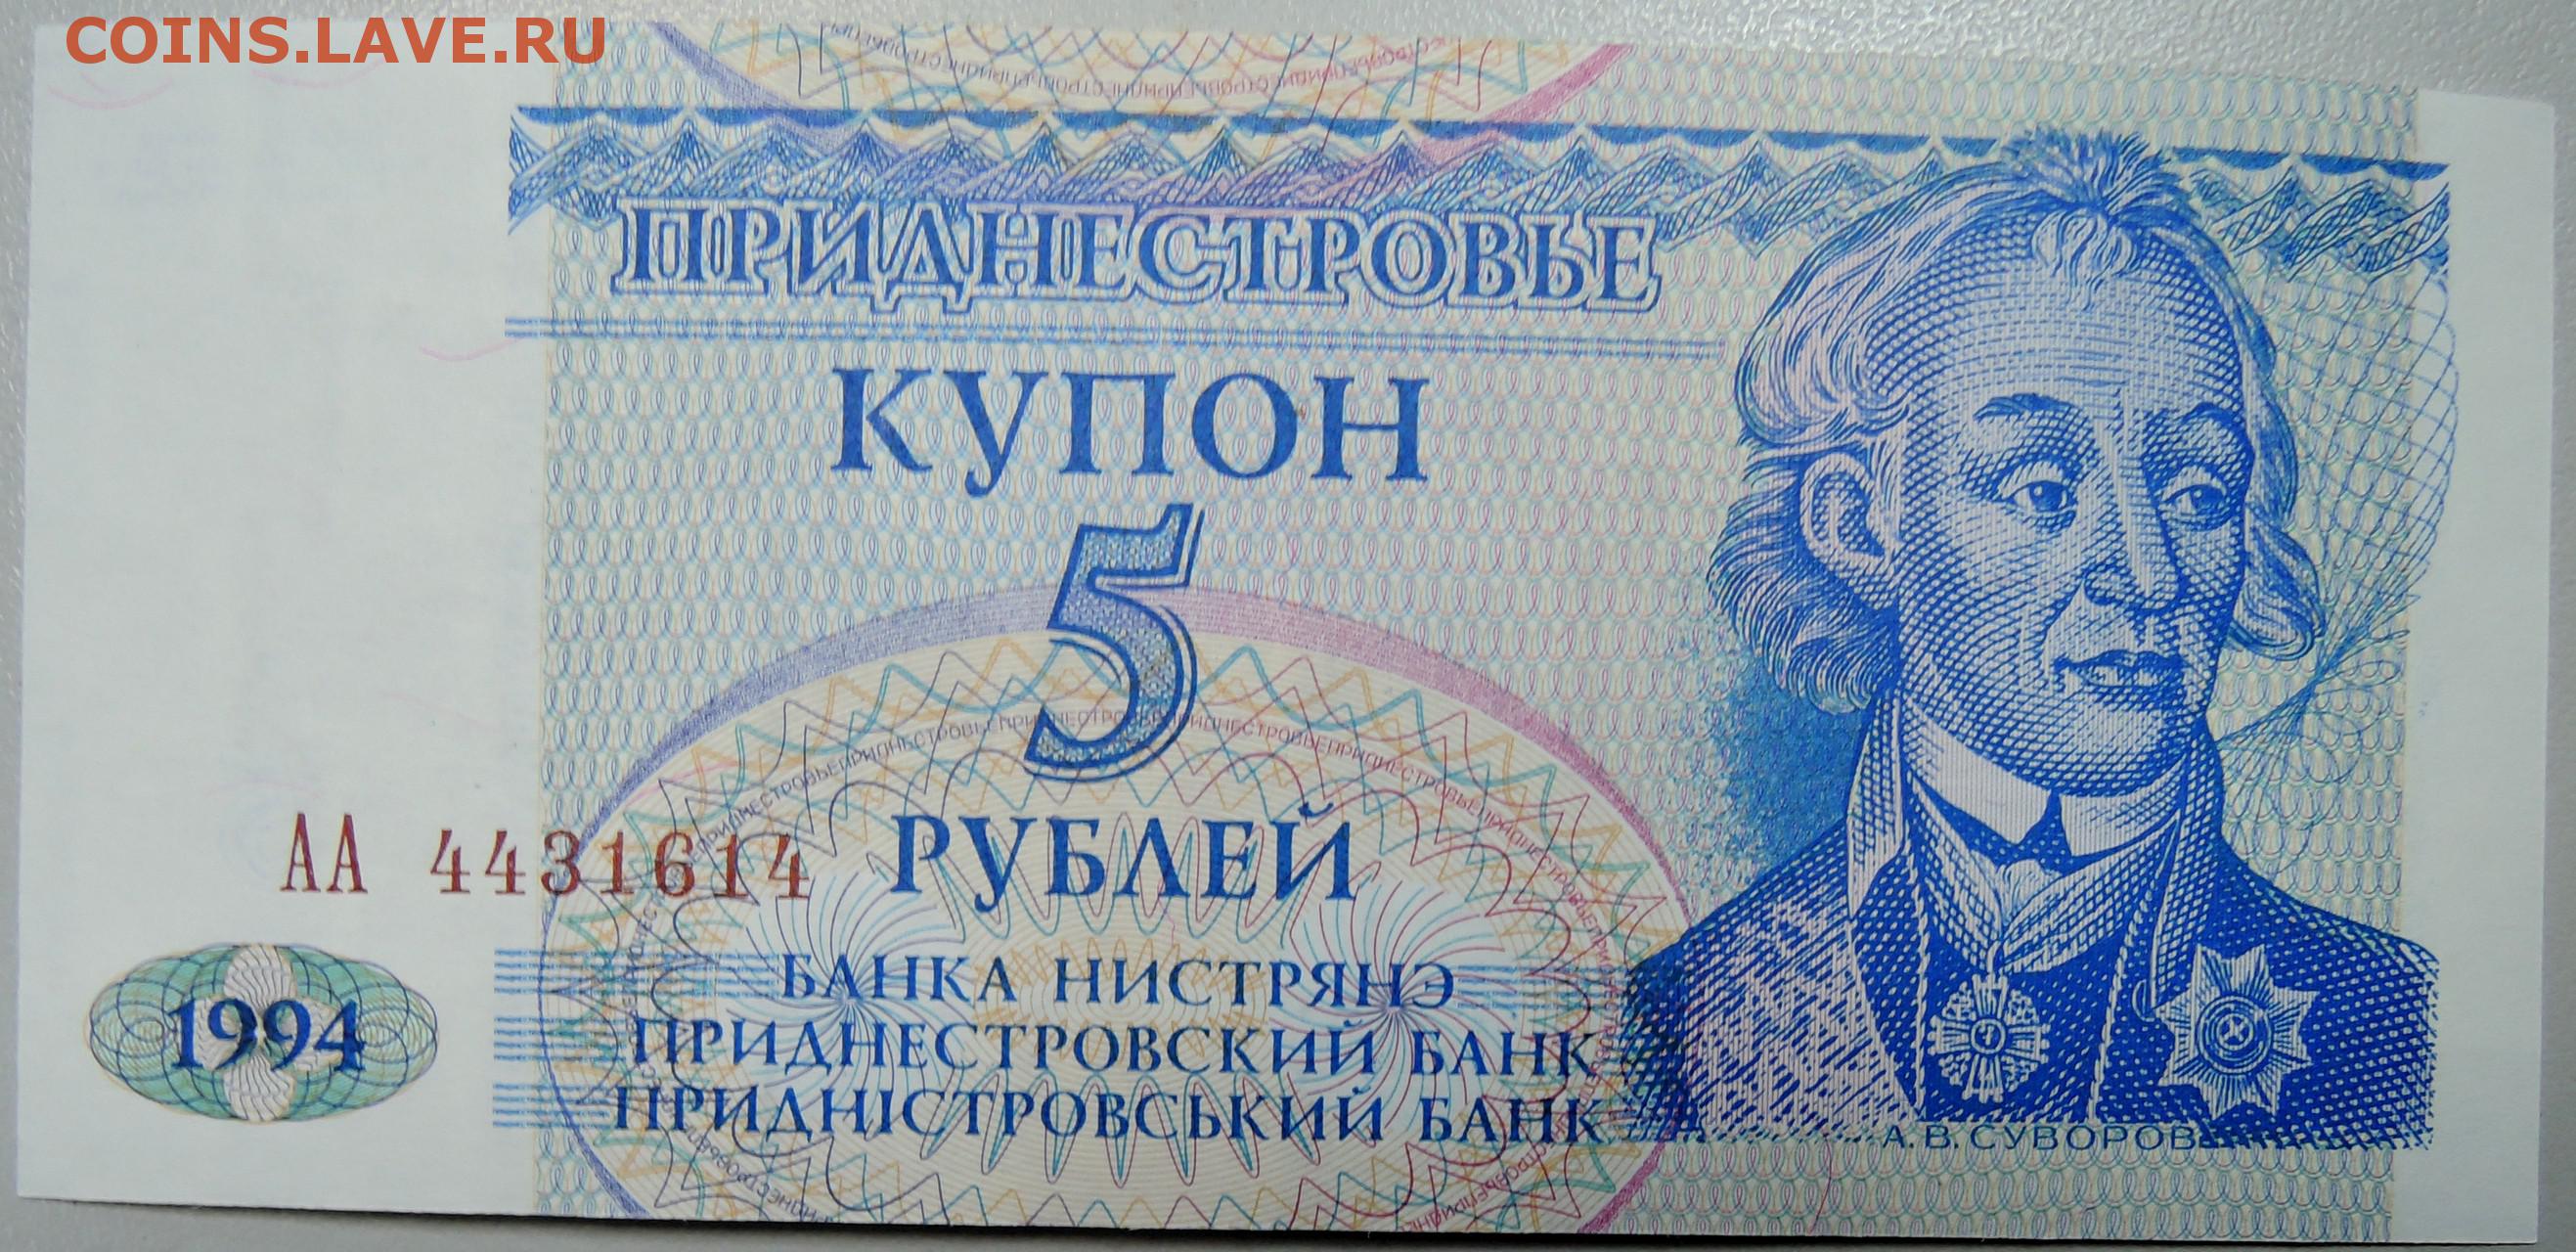 COINS.LAVE.RU
ПРИДНЕСТРОВЬЕ
КУПОН
5
РУБЛЕЙ
АА 4431614
БАНКА НИСТРЯНЭ
1994
ПРИДНЕСТРОВСКИЙ БАНК
ПРИДНІСТРОВСЬКИЙ БАНК
А.В.СУВОРОВ